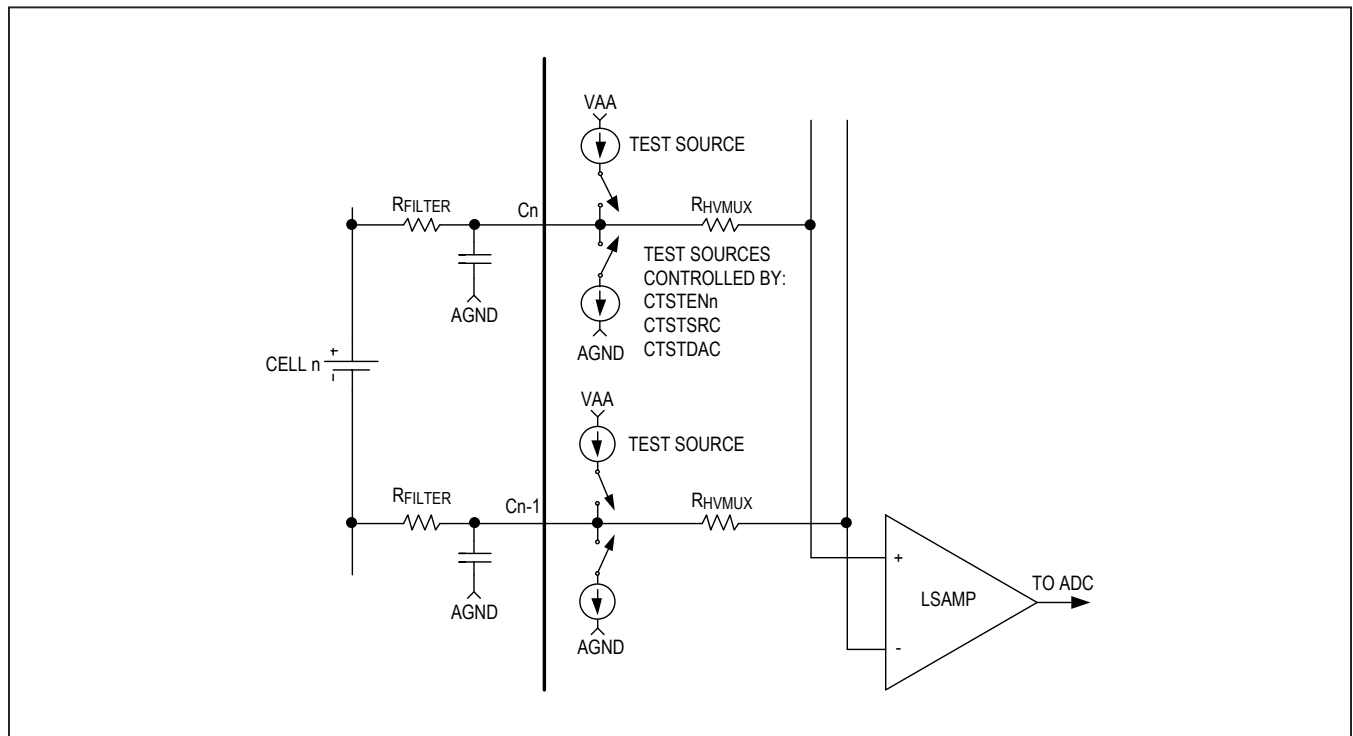 VAA
TEST SOURCE
RFILTER
Cn
RHVMUX
TEST SOURCES
CONTROLLED BY:
CTSTENn
CTSTSRC
CTSTDAC
AGND
AGND
CELL n
+
-
VAA
TEST SOURCE
RFILTER
Cn-1
RHVMUX
AGND
AGND
+
LSAMP
-
TO ADC